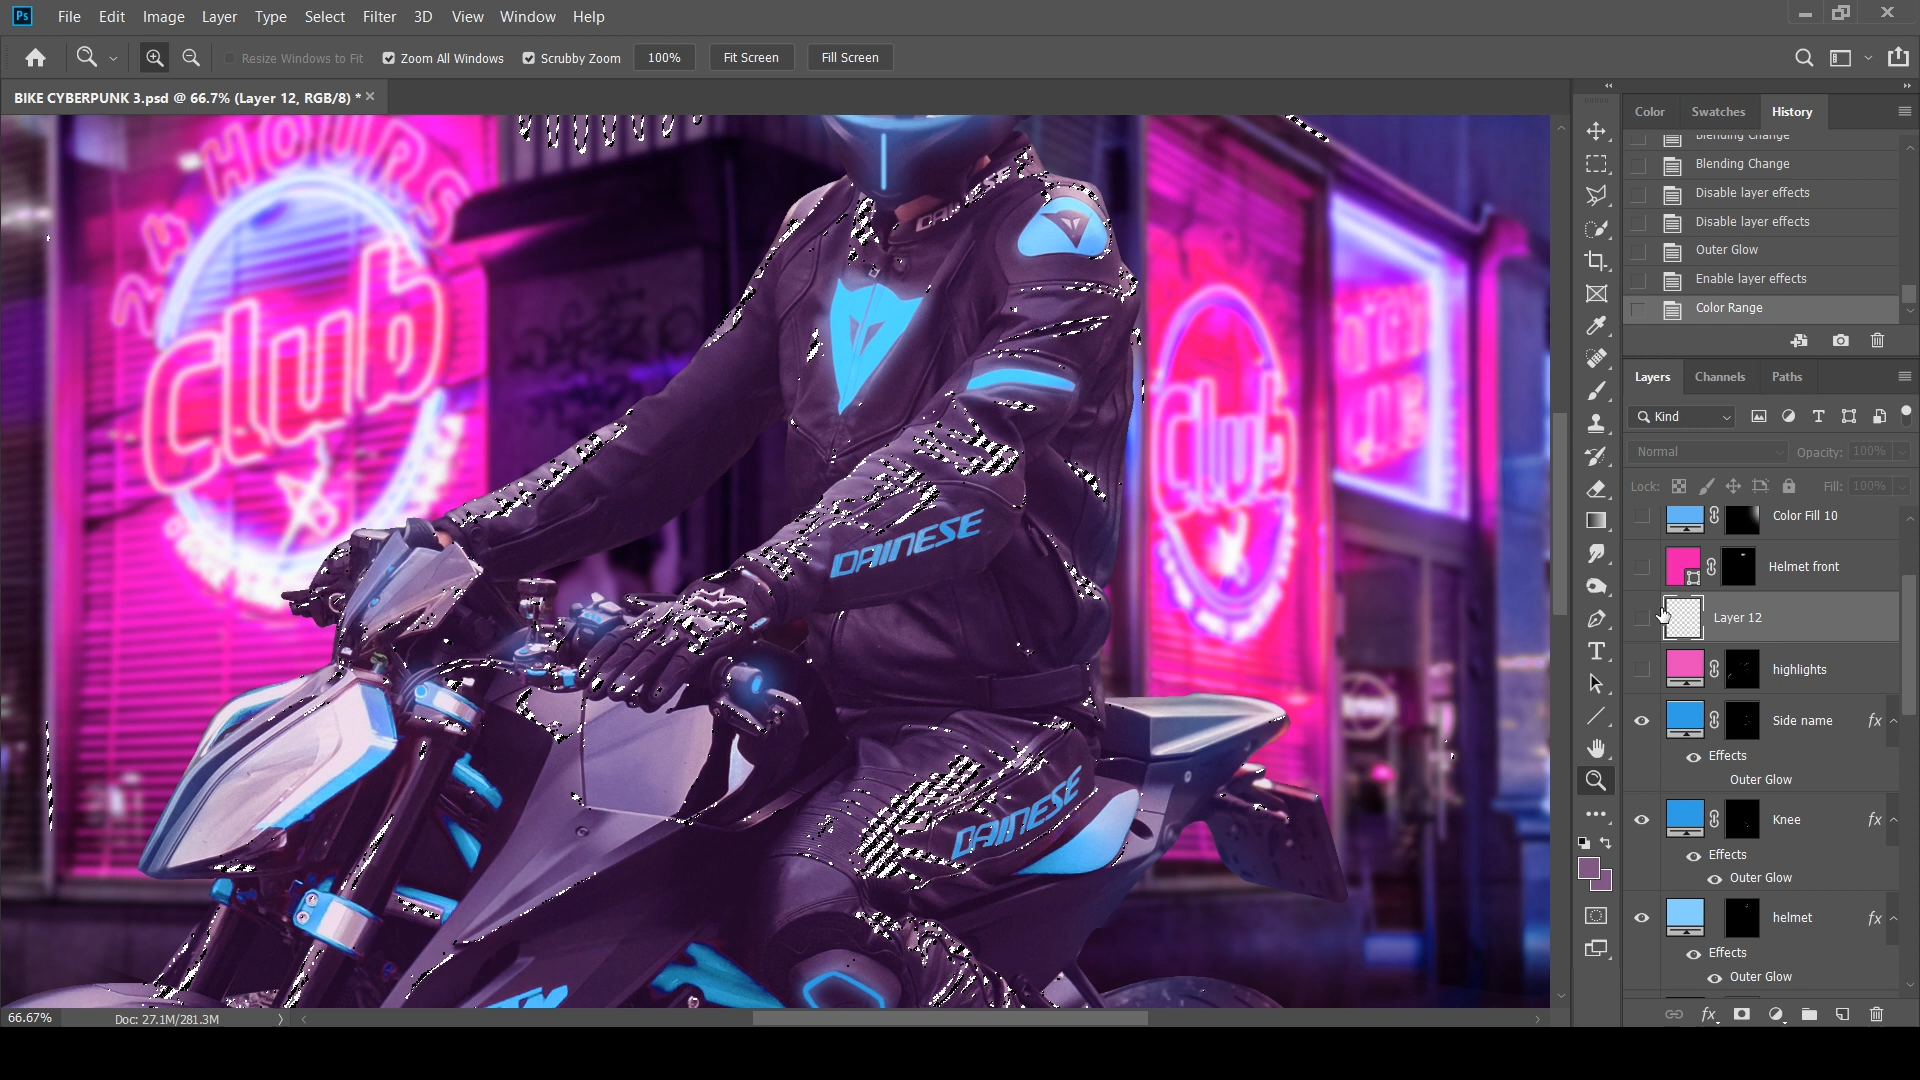 Ps File Edit Image Layer Type Select Filter 3D View Window Help
Resize Windows to Fit Zoom All Windows Scrubby Zoom 100% Fit Screen Fill Screen
BIKE CYBERPUNK 3.psd @ 66.7% (Layer 12, RGB/8) *
Color Swatches History
Blending Change
Blending Change
Disable layer effects
Disable layer effects
Outer Glow
Enable layer effects
Color Range
Layers Channels Paths
Kind
Normal Opacity: 100%
Lock: Fill: 100%
Color Fill 10
Helmet front
Layer 12
highlights
Side name fx
Effects
Outer Glow
Knee fx
Effects
Outer Glow
helmet fx
Effects
Outer Glow
fx
24 HOURS
Club
X
Club
DAINESE
DAINESE
66.67% Doc: 27.1M/281.3M